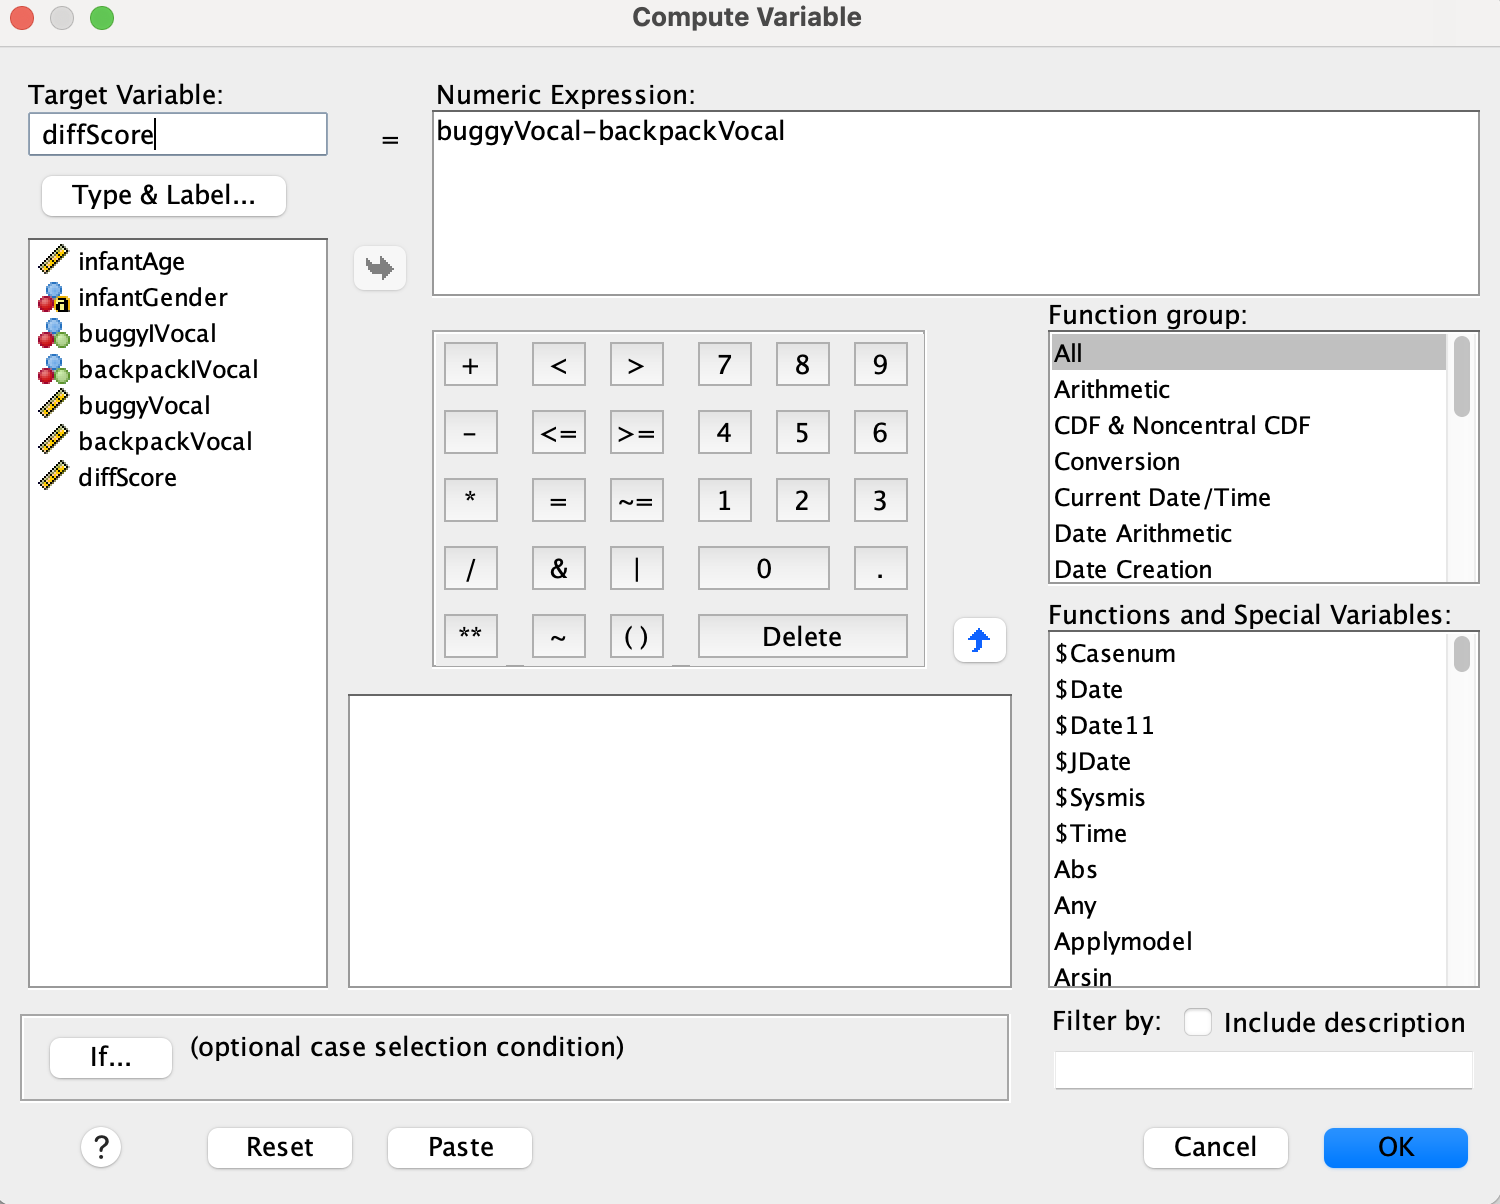 Compute Variable
Target Variable:
diffScore
=
Numeric Expression:
buggyVocal-backpackVocal
Type & Label...
infantAge
infantGender
buggyIVocal
backpackIVocal
buggyVocal
backpackVocal
diffScore
+ < > 7 8 9
- <= >= 4 5 6
* = ~= 1 2 3
/ & | 0 .
** ~ () Delete
Function group:
All
Arithmetic
CDF & Noncentral CDF
Conversion
Current Date/Time
Date Arithmetic
Date Creation
Functions and Special Variables:
$Casenum
$Date
$Date11
$JDate
$Sysmis
$Time
Abs
Any
Applymodel
Arsin
If... (optional case selection condition)
Filter by: Include description
? Reset Paste Cancel OK